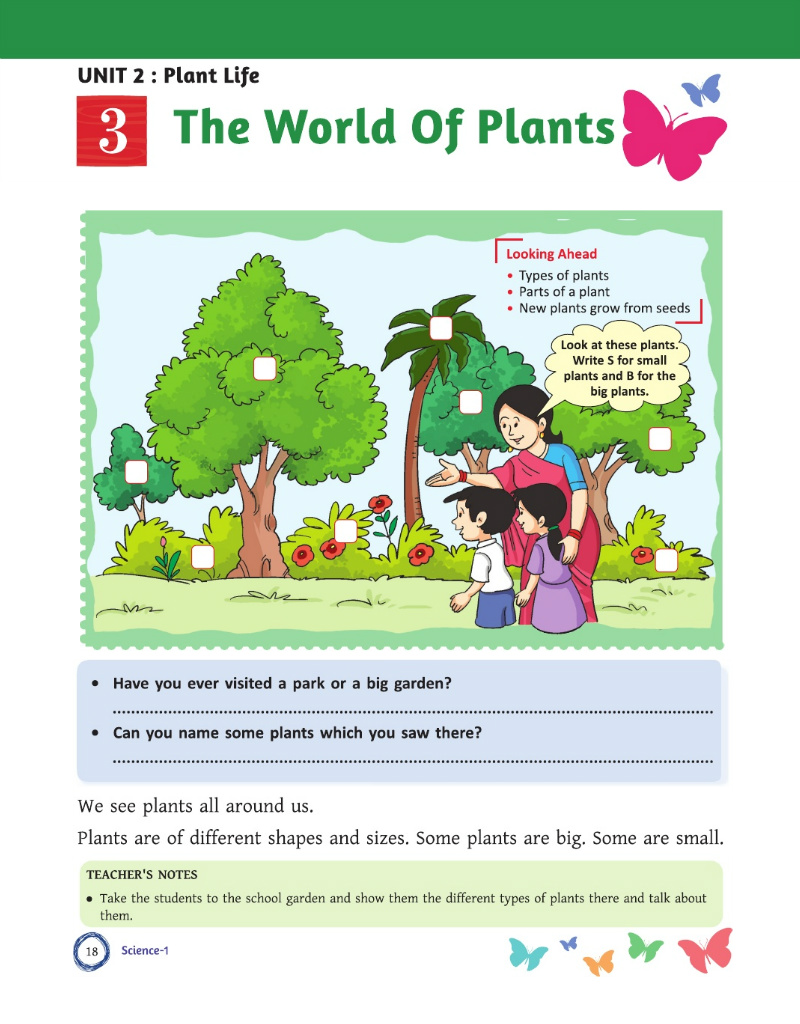 UNIT 2 : Plant Life
3
The World Of Plants
Looking Ahead
• Types of plants
• Parts of a plant
• New plants grow from seeds
Look at these plants.
Write S for small
plants and B for the
big plants.
• Have you ever visited a park or a big garden?
• Can you name some plants which you saw there?
We see plants all around us.
Plants are of different shapes and sizes. Some plants are big. Some are small.
TEACHER'S NOTES
• Take the students to the school garden and show them the different types of plants there and talk about
them.
18
Science-1